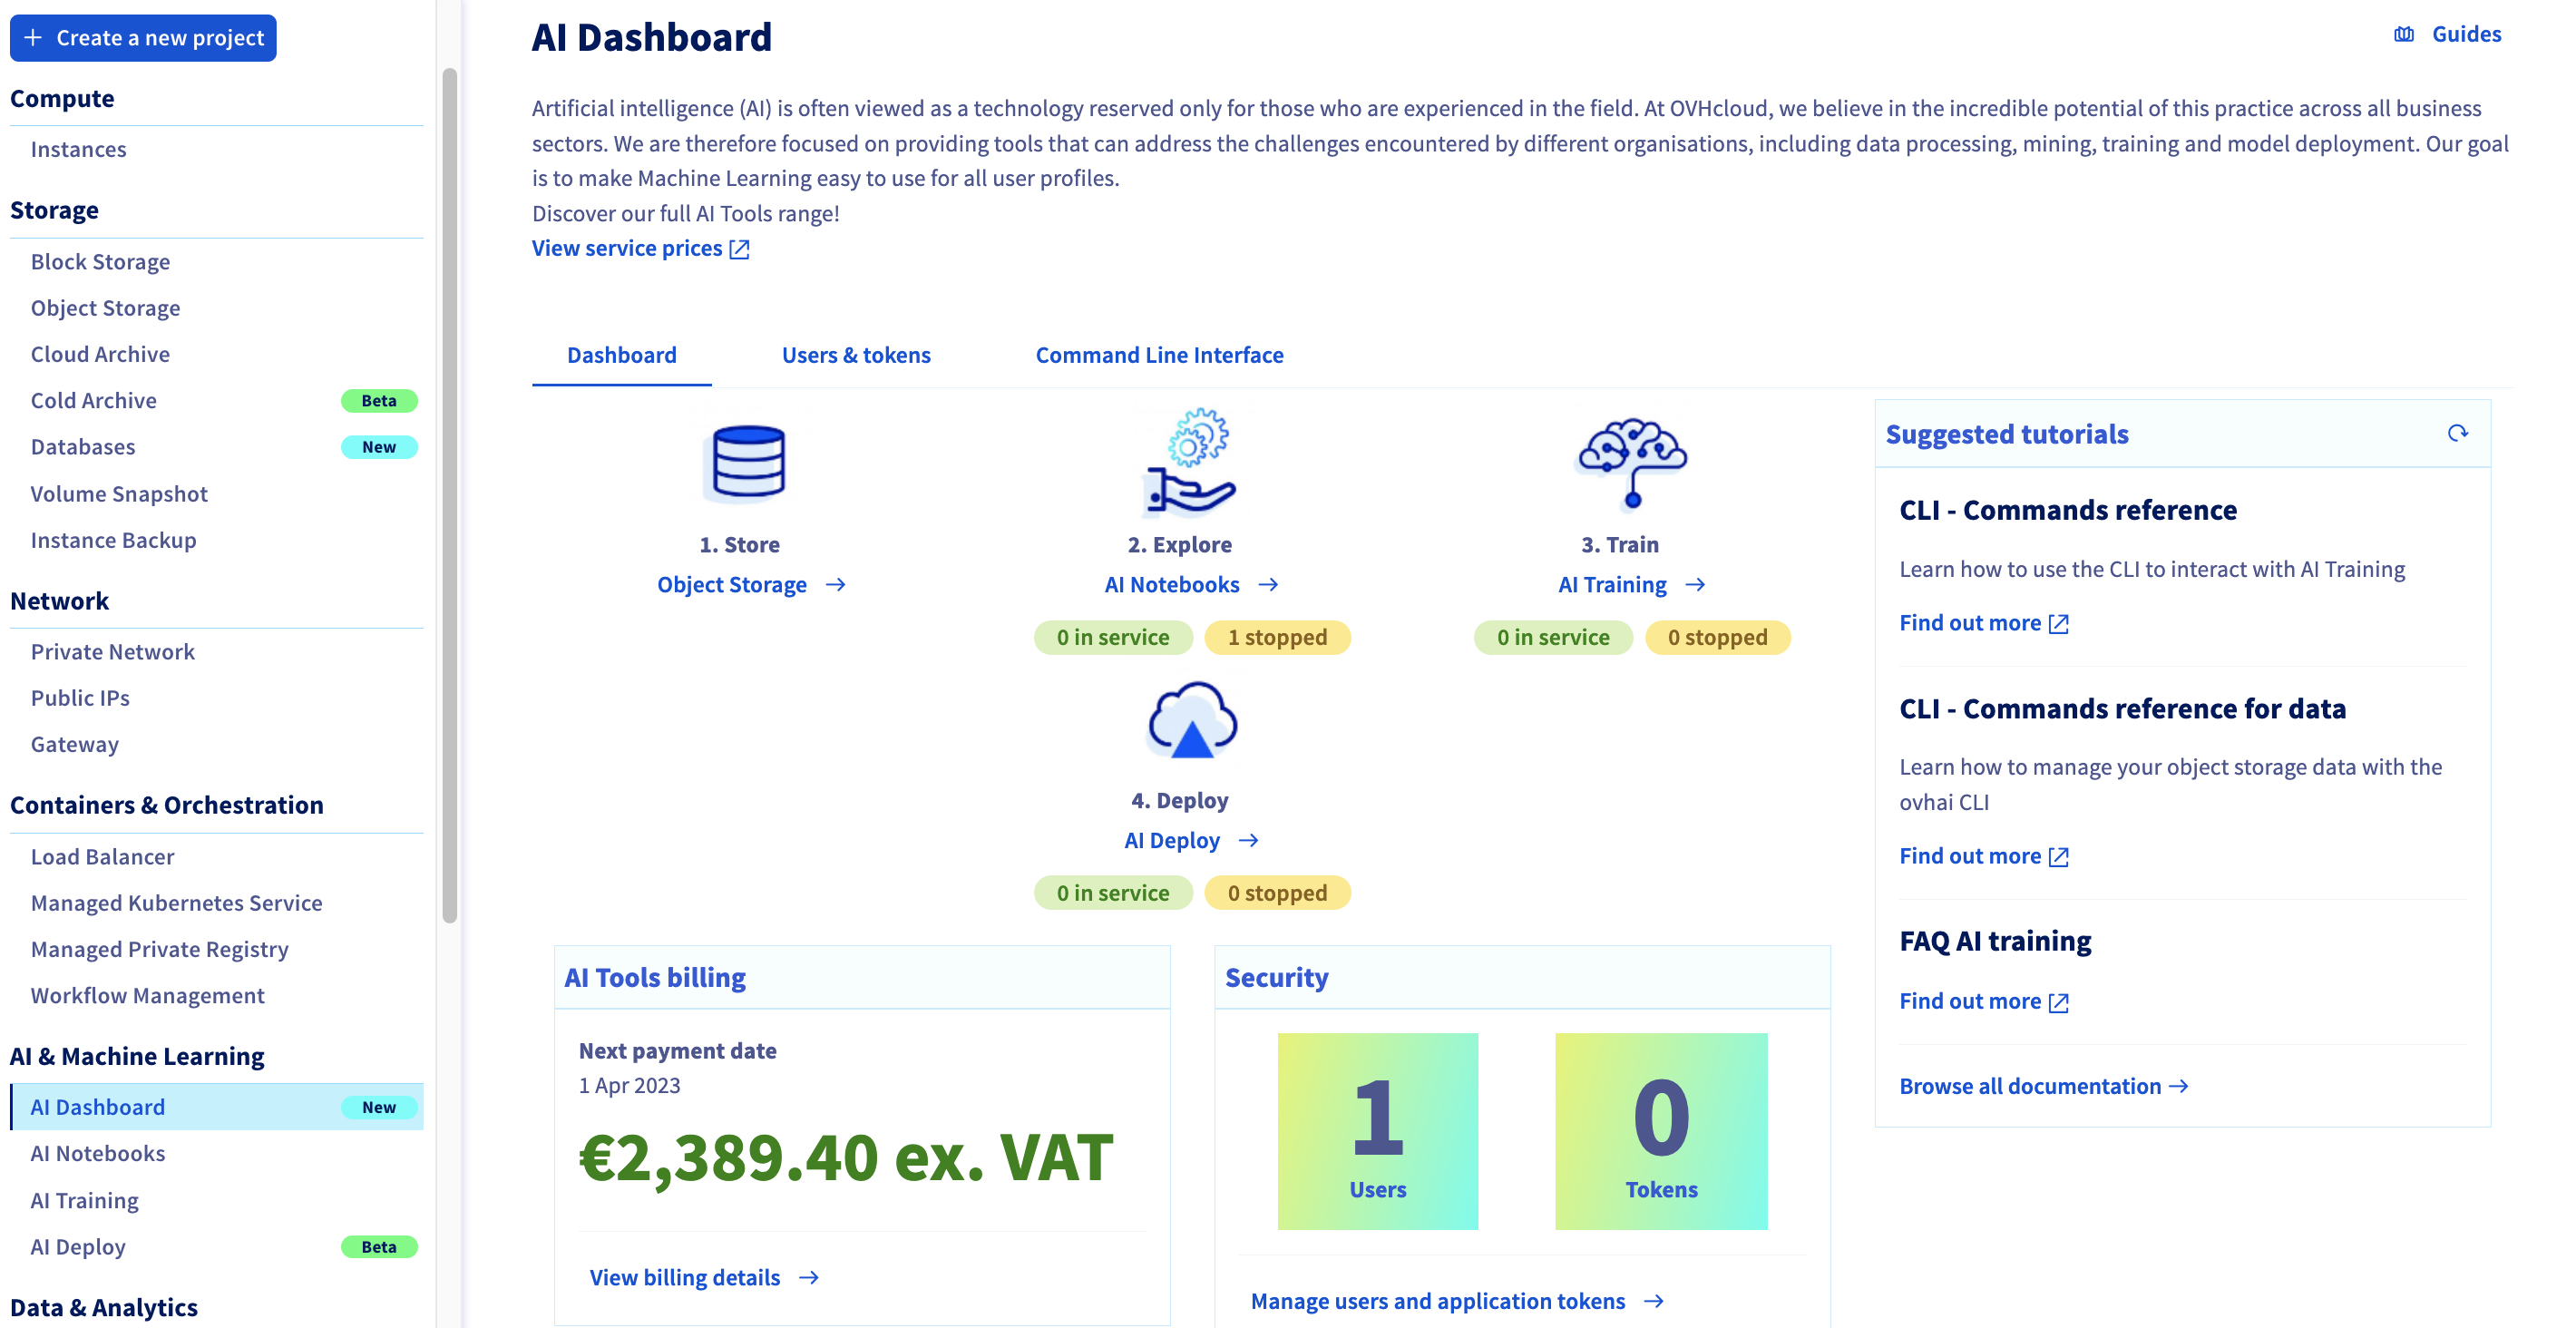 Create a new project
Compute
Instances
Storage
Block Storage
Object Storage
Cloud Archive
Cold Archive Beta
Databases New
Volume Snapshot
Instance Backup
Network
Private Network
Public IPs
Gateway
Containers & Orchestration
Load Balancer
Managed Kubernetes Service
Managed Private Registry
Workflow Management
AI & Machine Learning
AI Dashboard New
AI Notebooks
AI Training
AI Deploy Beta
Data & Analytics
AI Dashboard
Guides
Artificial intelligence (AI) is often viewed as a technology reserved only for those who are experienced in the field. At OVHcloud, we believe in the incredible potential of this practice across all business
sectors. We are therefore focused on providing tools that can address the challenges encountered by different organisations, including data processing, mining, training and model deployment. Our goal
is to make Machine Learning easy to use for all user profiles.
Discover our full AI Tools range!
View service prices
Dashboard Users & tokens Command Line Interface
1. Store
Object Storage →
2. Explore
AI Notebooks →
0 in service 1 stopped
3. Train
AI Training →
0 in service 0 stopped
4. Deploy
AI Deploy →
0 in service 0 stopped
AI Tools billing
Next payment date
1 Apr 2023
€2,389.40 ex. VAT
View billing details →
Security
1
Users
0
Tokens
Manage users and application tokens →
Suggested tutorials
CLI - Commands reference
Learn how to use the CLI to interact with AI Training
Find out more
CLI - Commands reference for data
Learn how to manage your object storage data with the
ovhai CLI
Find out more
FAQ AI training
Find out more
Browse all documentation →